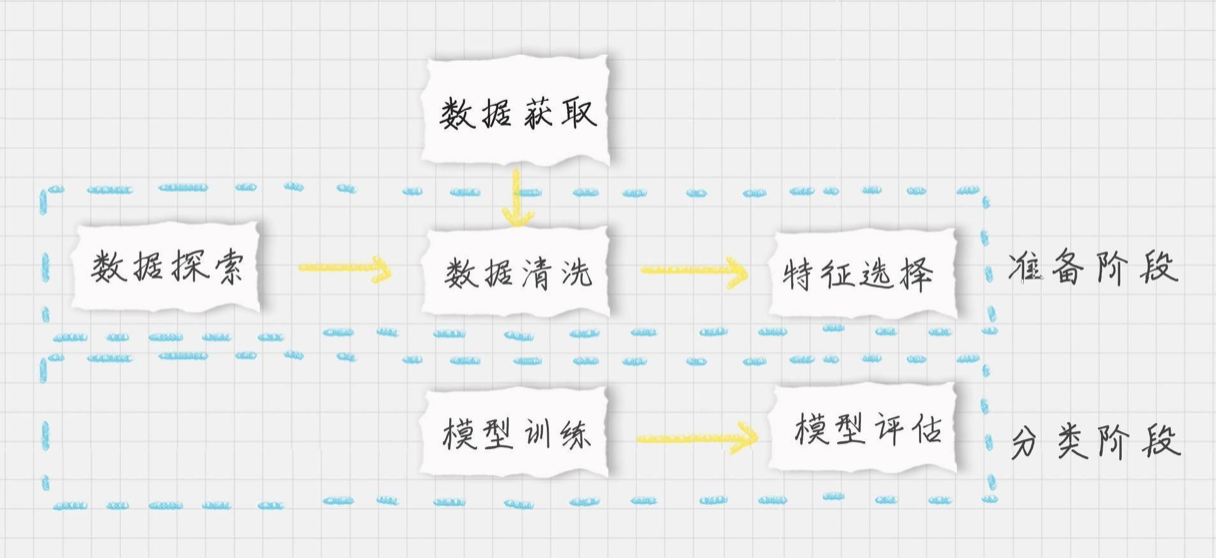 数据获取
数据探索
数据清洗
特征选择
准备阶段
模型训练
模型评估
分类阶段